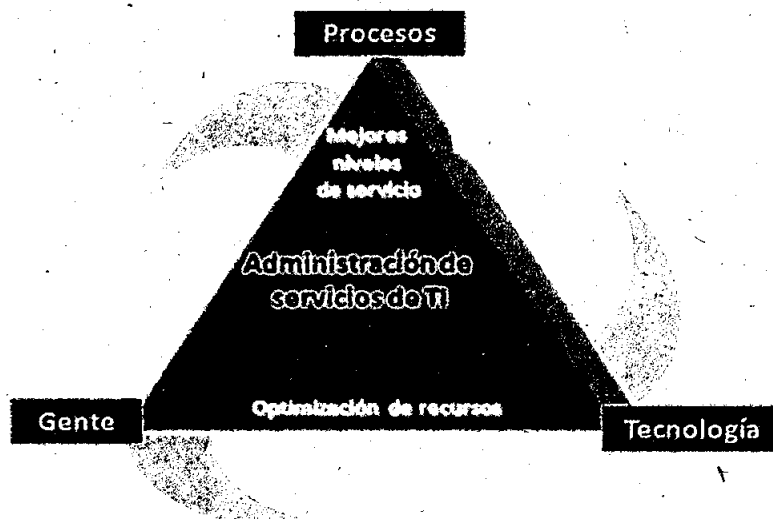 Procesos
Mejores
niveles
de servicio
Administración de
servicios de TI
Optimización de recursos
Gente
Tecnología